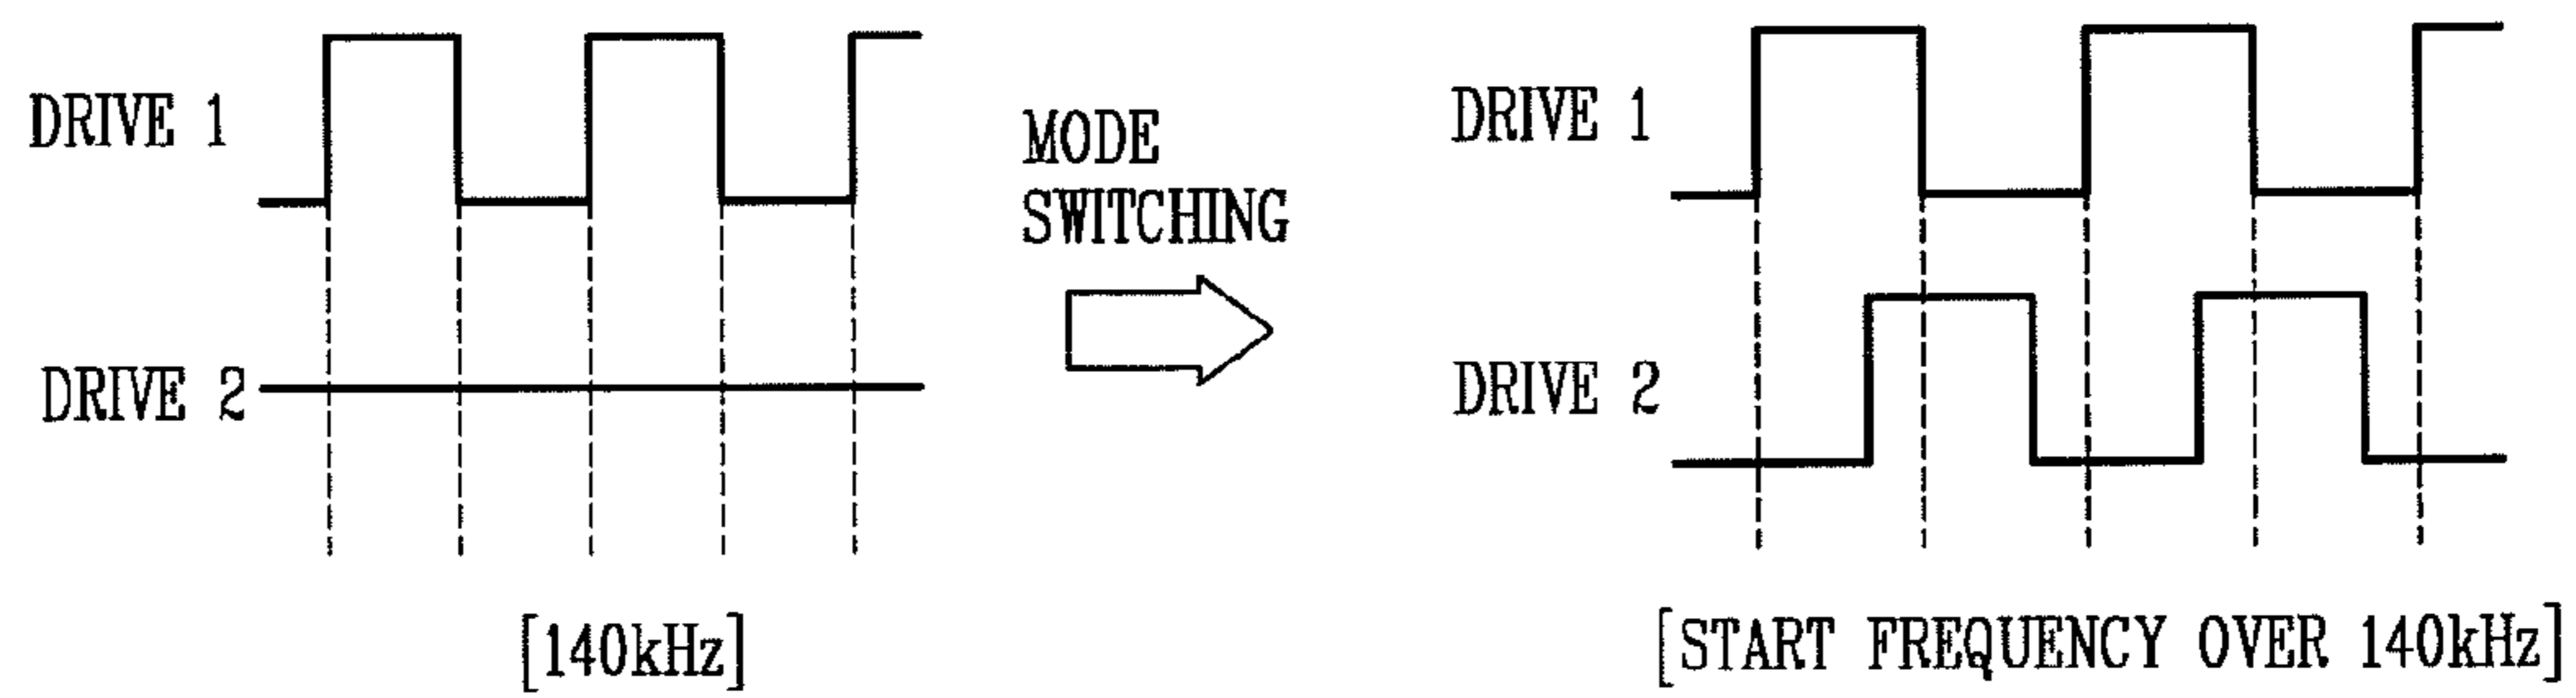 DRIVE 1
DRIVE 2
[140kHz]
MODE
SWITCHING
DRIVE 1
DRIVE 2
[START FREQUENCY OVER 140kHz]